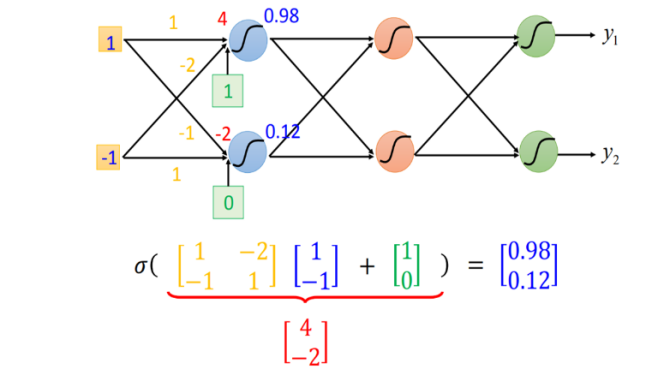 1 4 0.98
1 y₁
-2
1
-1 -2 0.12
-1 y₂
1
0
σ( [1 -2] [1] + [1] ) = [0.98]
[-1 1] [-1] [0] [0.12]
[4]
[-2]